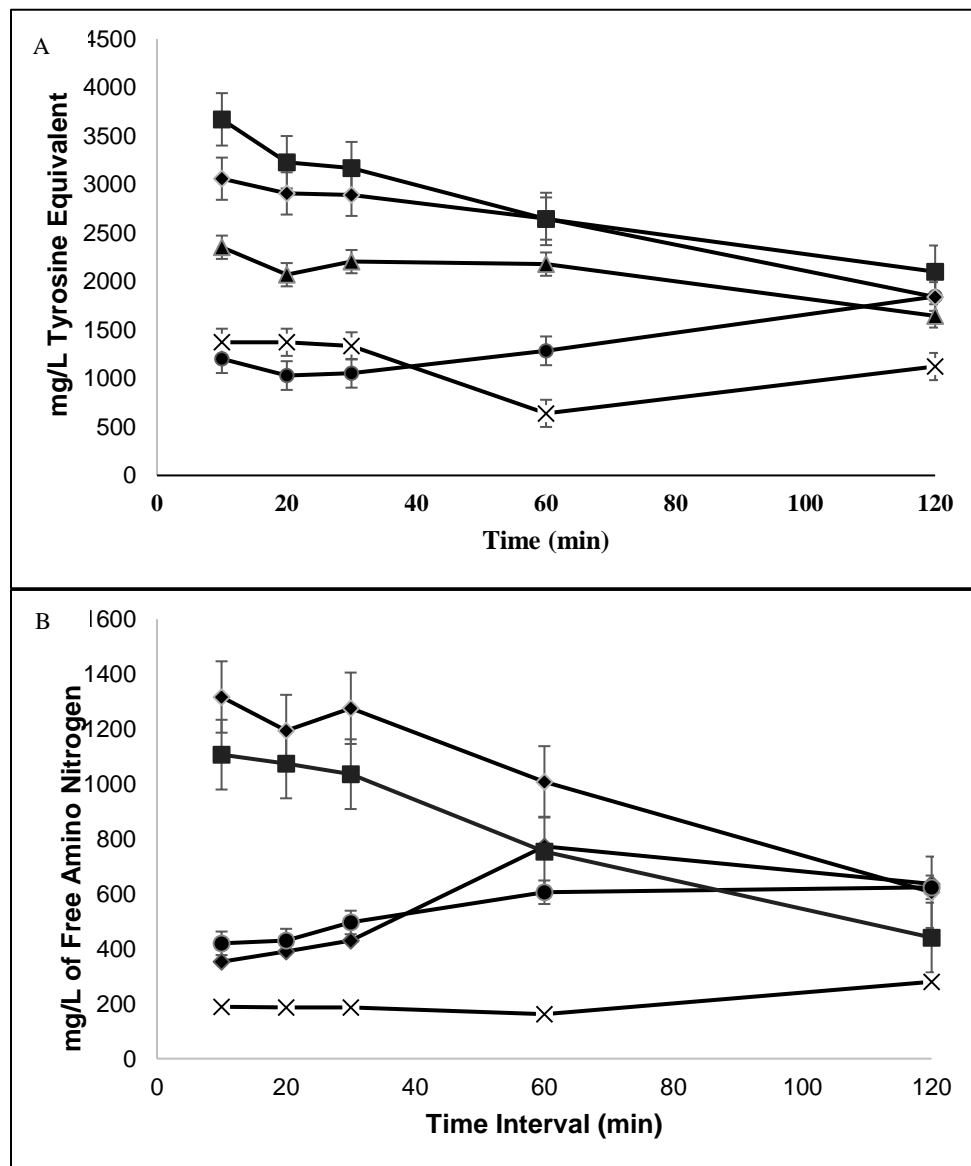 A
4500
4000
3500
3000
2500
2000
1500
1000
500
0
mg/L Tyrosine Equivalent
0 20 40 60 80 100 120
Time (min)
B
1600
1400
1200
1000
800
600
400
200
0
mg/L of Free Amino Nitrogen
0 20 40 60 80 100 120
Time Interval (min)